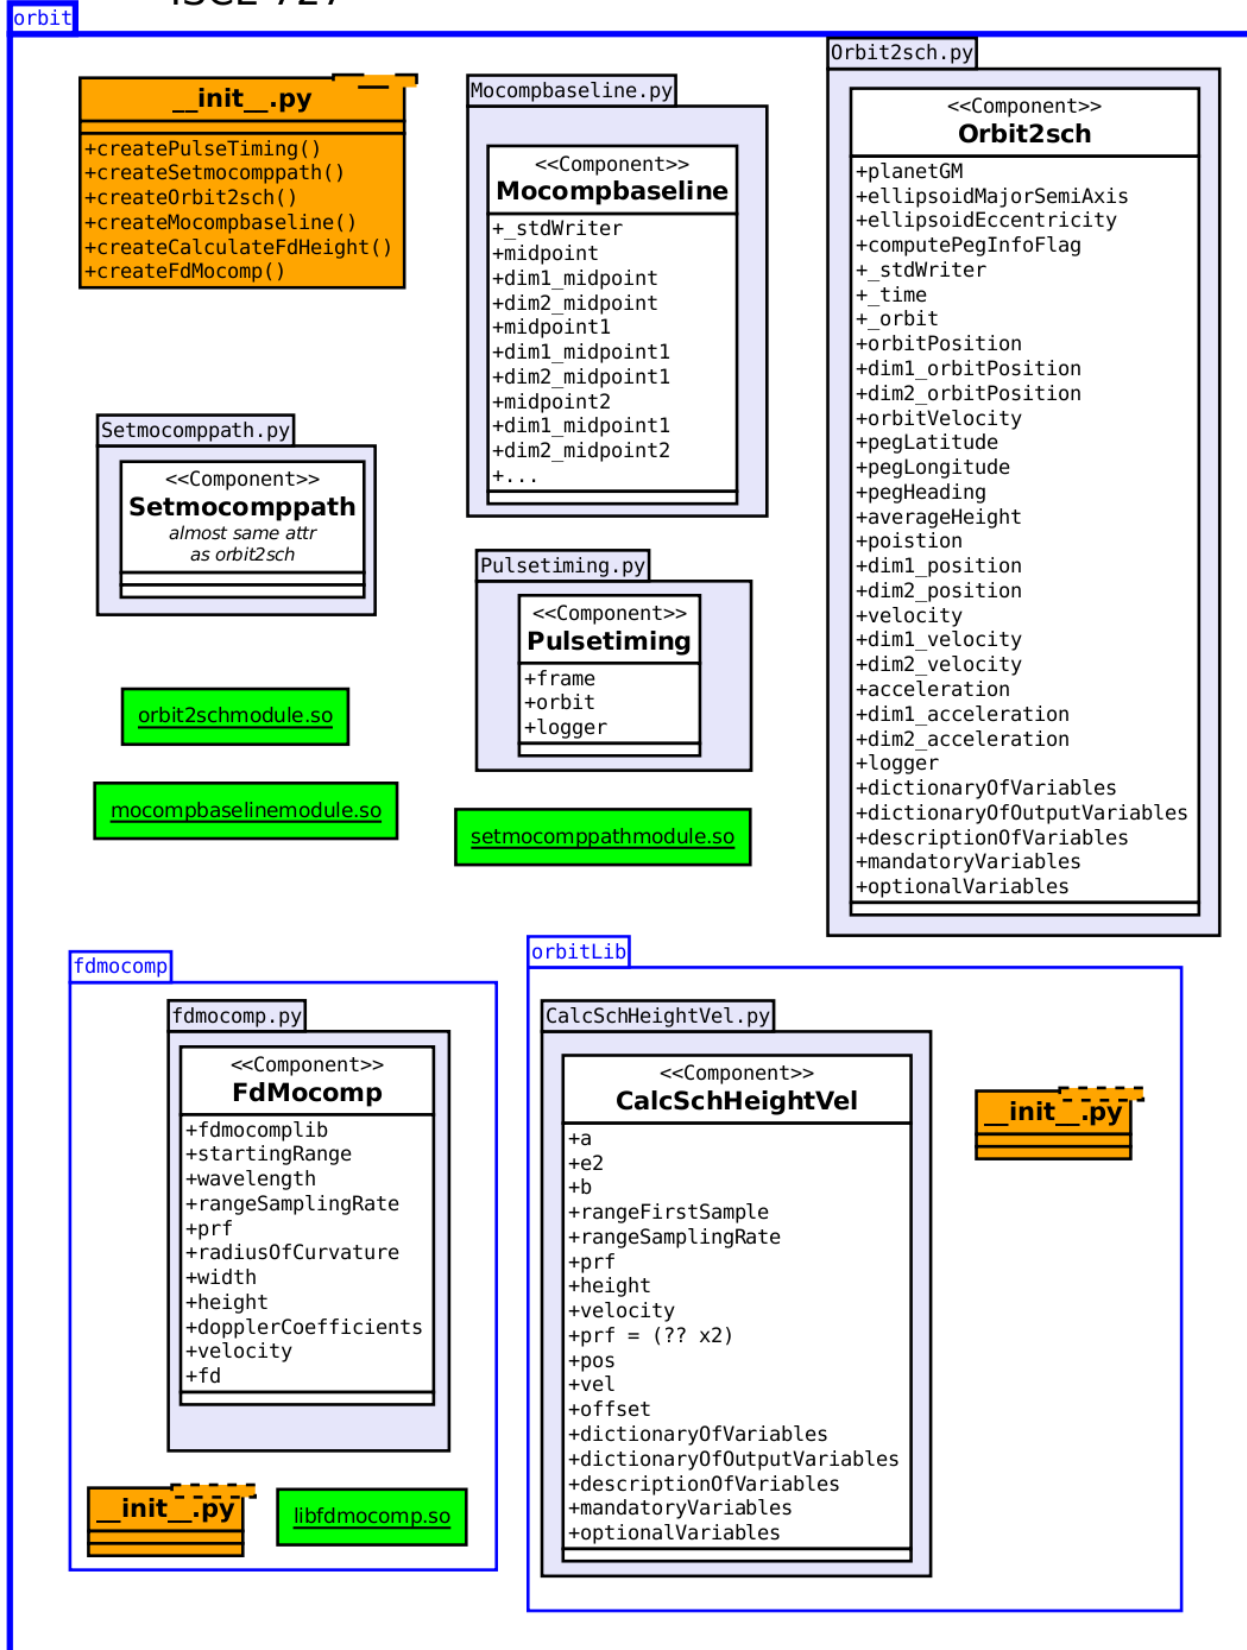 orbit
__init__.py
+createPulseTiming()
+createSetmocomppath()
+createOrbit2sch()
+createMocompbaseline()
+createCalculateFdHeight()
+createFdMocomp()
Mocompbaseline.py
<<Component>>
Mocompbaseline
+_stdWriter
+midpoint
+dim1_midpoint
+dim2_midpoint
+midpoint1
+dim1_midpoint1
+dim2_midpoint1
+midpoint2
+dim1_midpoint1
+dim2_midpoint2
+...
Orbit2sch.py
<<Component>>
Orbit2sch
+planetGM
+ellipsoidMajorSemiAxis
+ellipsoidEccentricity
+computePegInfoFlag
+_stdWriter
+_time
+_orbit
+orbitPosition
+dim1_orbitPosition
+dim2_orbitPosition
+orbitVelocity
+pegLatitude
+pegLongitude
+pegHeading
+averageHeight
+poistion
+dim1_position
+dim2_position
+velocity
+dim1_velocity
+dim2_velocity
+acceleration
+dim1_acceleration
+dim2_acceleration
+logger
+dictionaryOfVariables
+dictionaryOfOutputVariables
+descriptionOfVariables
+mandatoryVariables
+optionalVariables
Setmocomppath.py
<<Component>>
Setmocomppath
almost same attr
as orbit2sch
Pulsetiming.py
<<Component>>
Pulsetiming
+frame
+orbit
+logger
orbit2schmodule.so
mocompbaselinemodule.so
setmocomppathmodule.so
fdmocomp
fdmocomp.py
<<Component>>
FdMocomp
+fdmocomplib
+startingRange
+wavelength
+rangeSamplingRate
+prf
+radiusOfCurvature
+width
+height
+dopplerCoefficients
+velocity
+fd
__init__.py
libfdmocomp.so
orbitLib
CalcSchHeightVel.py
<<Component>>
CalcSchHeightVel
+a
+e2
+b
+rangeFirstSample
+rangeSamplingRate
+prf
+height
+velocity
+prf = (?? x2)
+pos
+vel
+offset
+dictionaryOfVariables
+dictionaryOfOutputVariables
+descriptionOfVariables
+mandatoryVariables
+optionalVariables
__init__.py